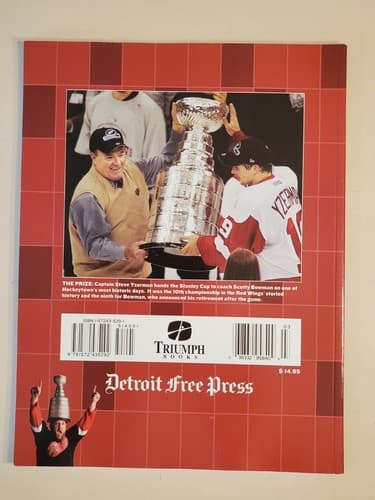 YZERMAN
19
THE PRIZE: Captain Steve Yzerman hands the Stanley Cup to coach Scotty Bowman on one of
Hockeytown's most historic days. It was the 10th championship in the Red Wings' storied
history and the ninth for Bowman, who announced his retirement after the game.
TRIUMPH
BOOKS
$14.95
Detroit Free Press